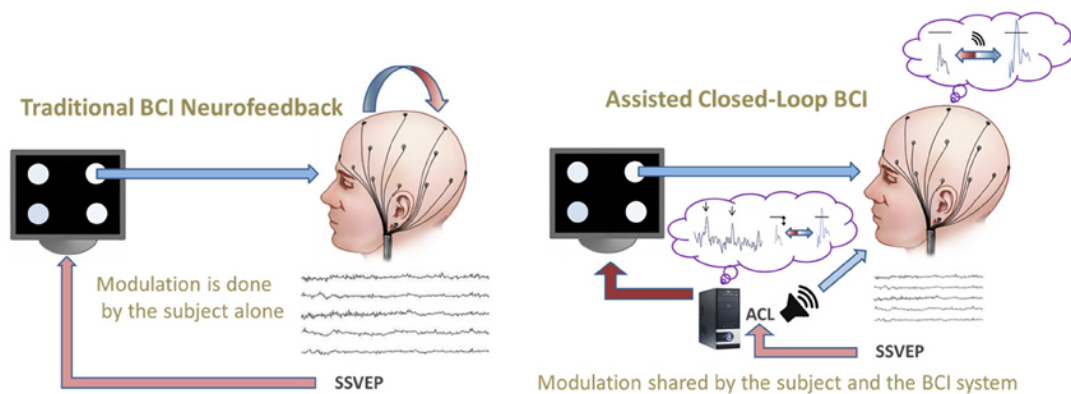 Traditional BCI Neurofeedback
Modulation is done
by the subject alone
SSVEP
Assisted Closed-Loop BCI
ACL
SSVEP
Modulation shared by the subject and the BCI system